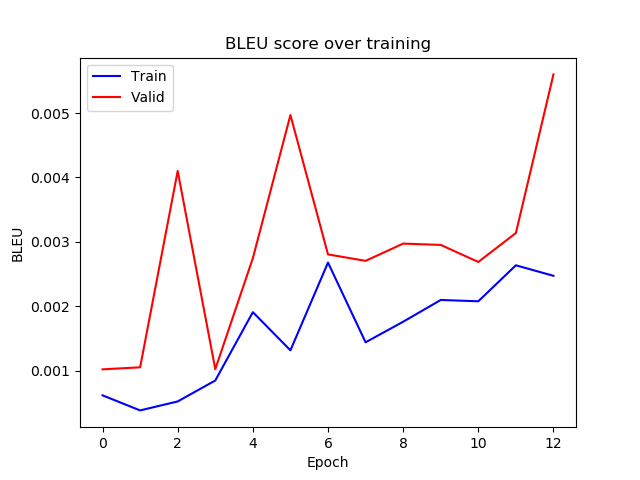 BLEU score over training
Train
Valid
BLEU
0.005
0.004
0.003
0.002
0.001
0 2 4 6 8 10 12
Epoch